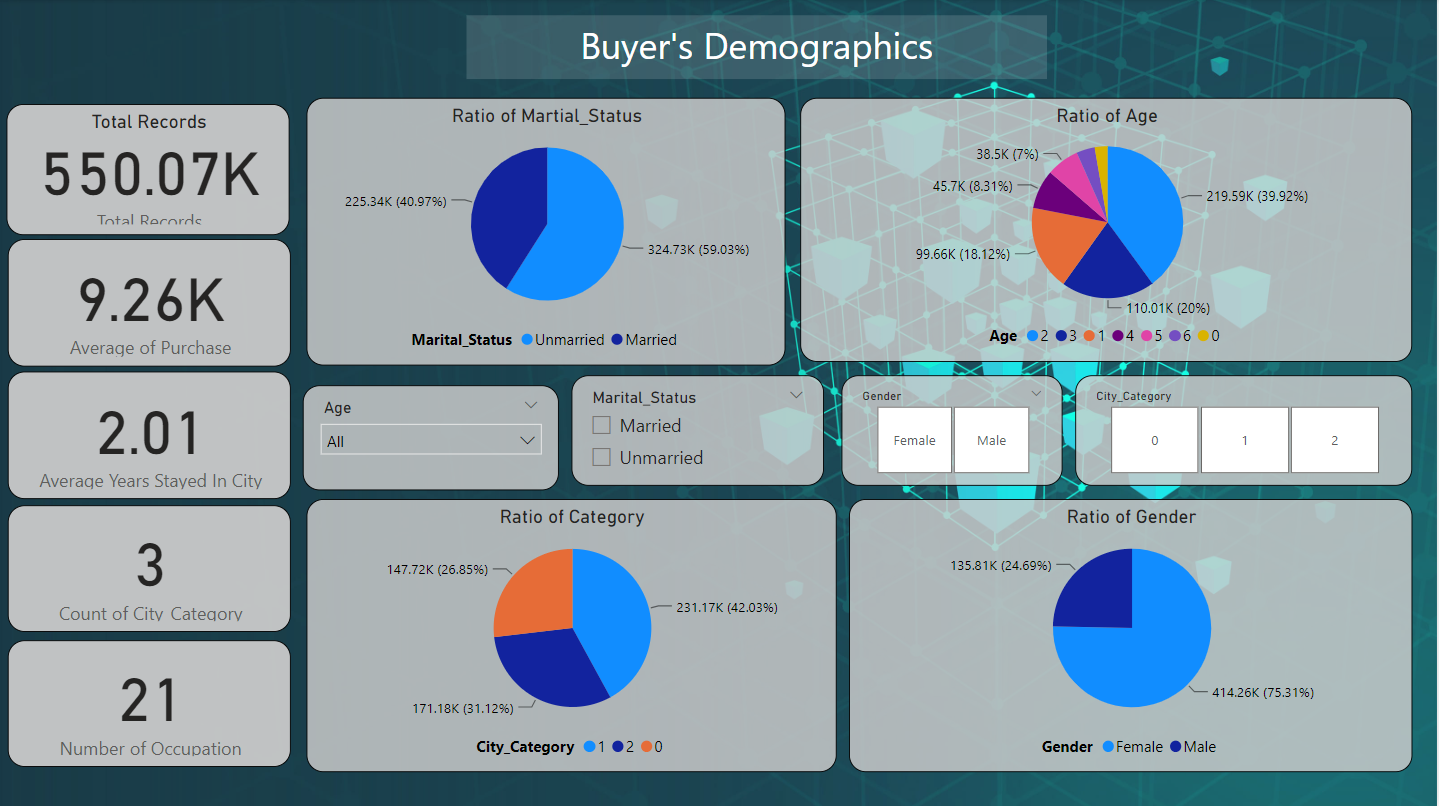 Buyer's Demographics
Total Records
550.07K
Total Records
9.26K
Average of Purchase
2.01
Average Years Stayed In City
3
Count of City_Category
21
Number of Occupation
Ratio of Martial_Status
225.34K (40.97%)
324.73K (59.03%)
Marital_Status Unmarried Married
Ratio of Age
38.5K (7%)
45.7K (8.31%)
219.59K (39.92%)
99.66K (18.12%)
110.01K (20%)
Age 2 3 1 4 5 6 0
Age
All
Marital_Status
Married
Unmarried
Gender
Female Male
City_Category
0 1 2
Ratio of Category
147.72K (26.85%)
231.17K (42.03%)
171.18K (31.12%)
City_Category 1 2 0
Ratio of Gender
135.81K (24.69%)
414.26K (75.31%)
Gender Female Male